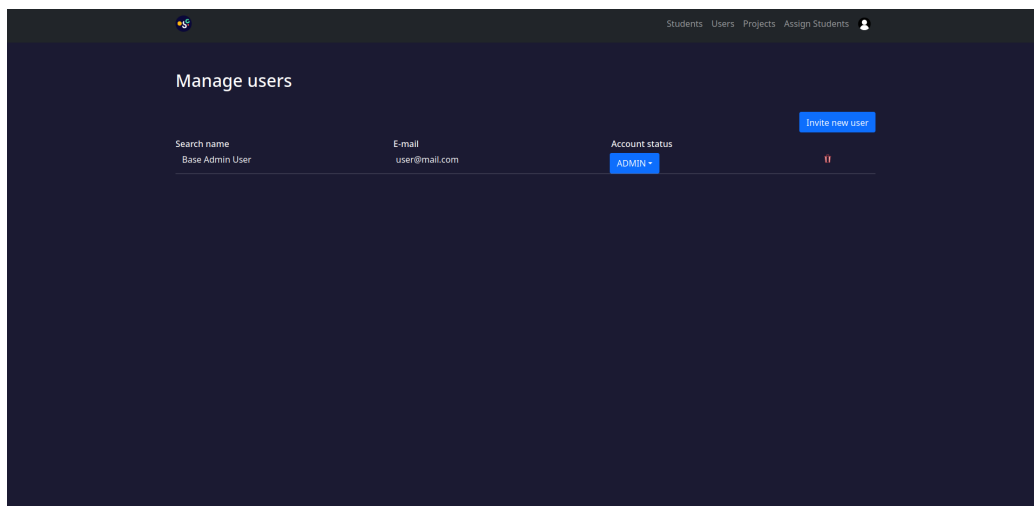 Students Users Projects Assign Students
Manage users
Invite new user
Search name E-mail Account status
Base Admin User user@mail.com ADMIN